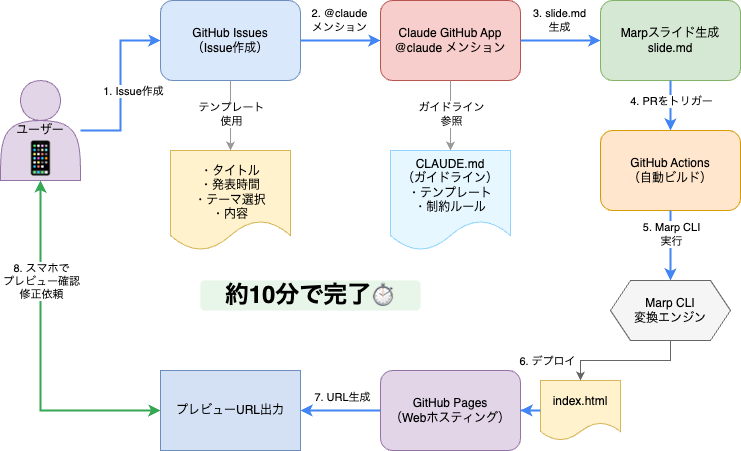 GitHub Issues
（Issue作成）
2. @claude
メンション
Claude GitHub App
@claude メンション
3. slide.md
生成
Marpスライド生成
slide.md
1. Issue作成
ユーザー
テンプレート
使用
ガイドライン
参照
4. PRをトリガー
・タイトル
・発表時間
・テーマ選択
・内容
CLAUDE.md
（ガイドライン）
・テンプレート
・制約ルール
GitHub Actions
（自動ビルド）
5. Marp CLI
実行
8. スマホで
プレビュー確認
修正依頼
約10分で完了⏱️
Marp CLI
変換エンジン
6. デプロイ
index.html
GitHub Pages
（Webホスティング）
7. URL生成
プレビューURL出力